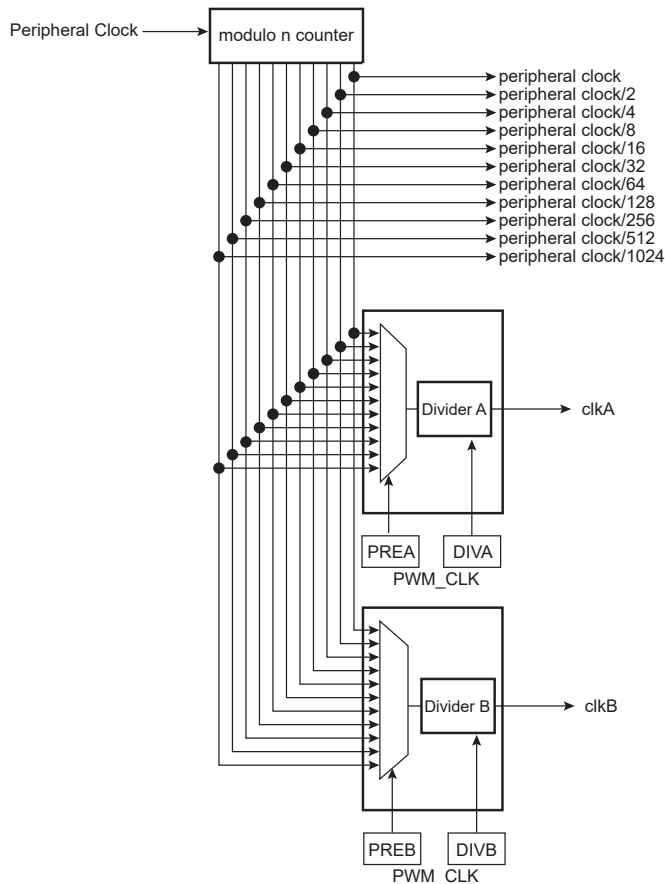 Peripheral Clock
modulo n counter
peripheral clock
peripheral clock/2
peripheral clock/4
peripheral clock/8
peripheral clock/16
peripheral clock/32
peripheral clock/64
peripheral clock/128
peripheral clock/256
peripheral clock/512
peripheral clock/1024
Divider A
clkA
PREA
DIVA
PWM_CLK
Divider B
clkB
PREB
DIVB
PWM CLK